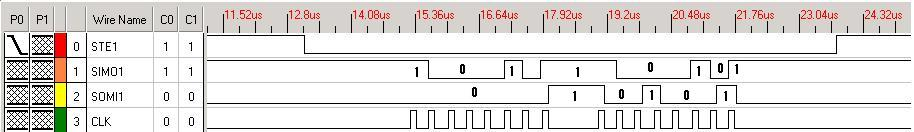 P0 P1 Wire Name C0 C1 11.52us 12.8us 14.08us 15.36us 16.64us 17.92us 19.2us 20.48us 21.76us 23.04us 24.32us
0 STE1 1 1
1 SIMO1 1 1 1 0 1 1 0 1 0 1
2 SOMI1 0 0 0 1 0 1 0 1
3 CLK 0 0